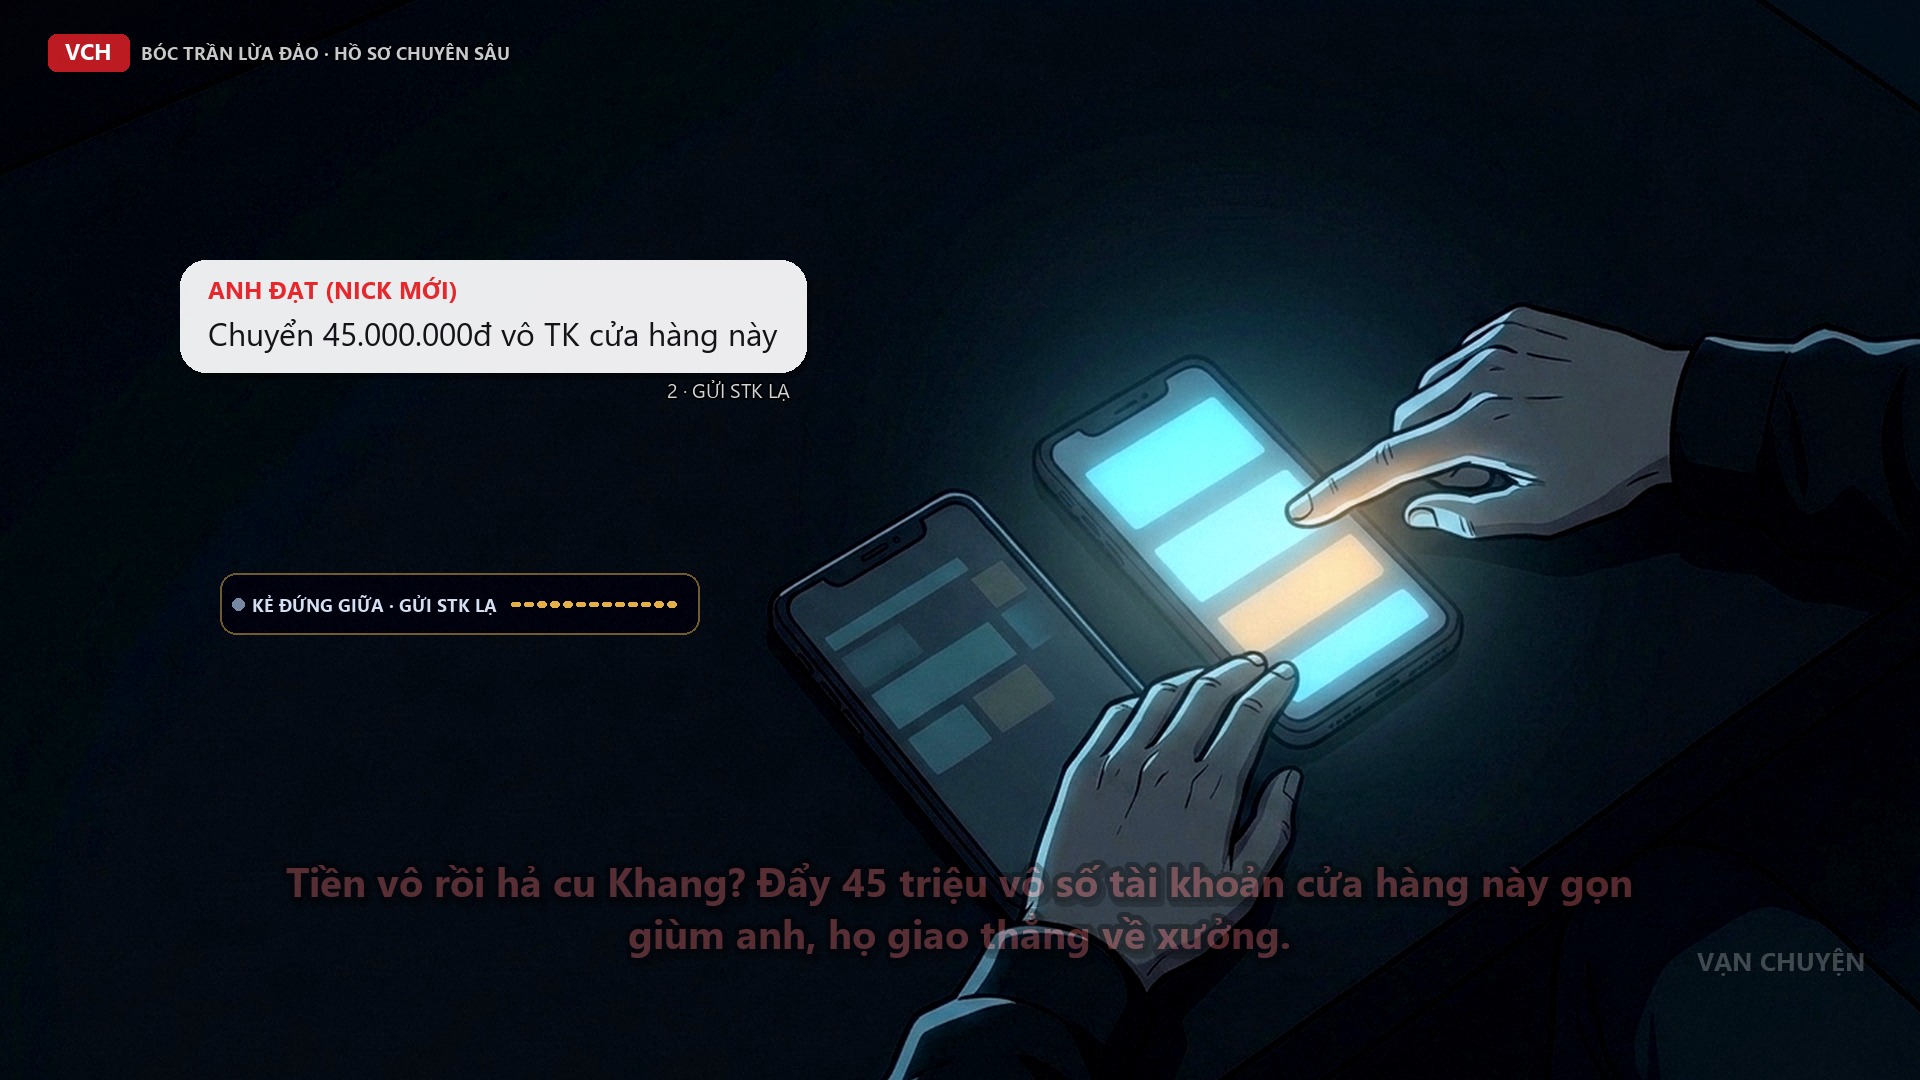 VCH BÓC TRẦN LỪA ĐẢO · HỒ SƠ CHUYÊN SÂU
ANH ĐẠT (NICK MỚI)
Chuyển 45.000.000đ vô TK cửa hàng này
2 · GỬI STK LẠ
KẺ ĐỨNG GIỮA · GỬI STK LẠ
Tiền vô rồi hả cu Khang? Đẩy 45 triệu vô số tài khoản cửa hàng này gọn
giùm anh, họ giao thẳng về xưởng.
VẠN CHUYỆN